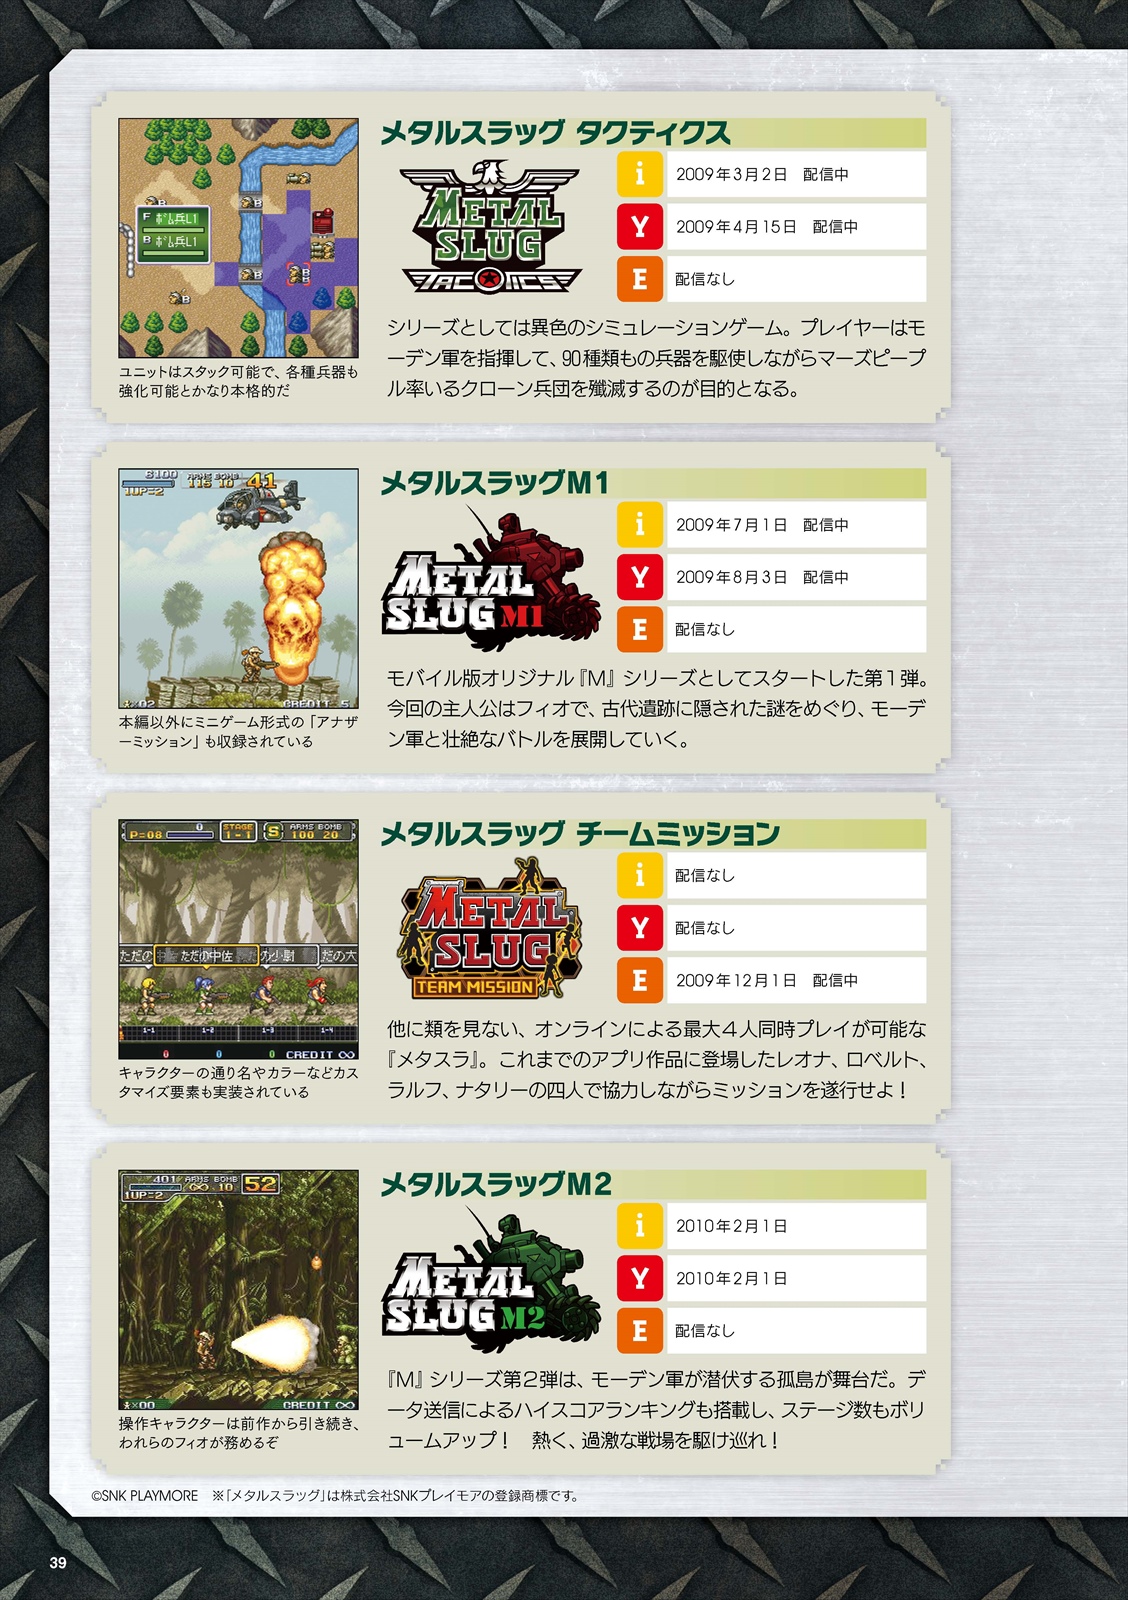 メタルスラッグ タクティクス
METAL
SLUG
TACTICS
i 2009年3月2日 配信中
Y 2009年4月15日 配信中
E 配信なし
F ボム兵L1
B ボム兵L1
ユニットはスタック可能で、各種兵器も
強化可能とかなり本格的だ
シリーズとしては異色のシミュレーションゲーム。プレイヤーはモ
ーデン軍を指揮して、90種類もの兵器を駆使しながらマーズピープ
ル率いるクローン兵団を殲滅するのが目的となる。
メタルスラッグM1
METAL
SLUG M1
i 2009年7月1日 配信中
Y 2009年8月3日 配信中
E 配信なし
8100 ARMS BOMB 41
1UP=2 115 10
×02 CREDIT 5
本編以外にミニゲーム形式の「アナザ
ーミッション」も収録されている
モバイル版オリジナル『M』シリーズとしてスタートした第1弾。
今回の主人公はフィオで、古代遺跡に隠された謎をめぐり、モーデ
ン軍と壮絶なバトルを展開していく。
メタルスラッグ チームミッション
METAL
SLUG
TEAM MISSION
i 配信なし
Y 配信なし
E 2009年12月1日 配信中
0 STAGE S ARMS BOMB
P=08 1-1 100 20
ただの ただの中佐 だの大
1-1 1-2 1-3 1-4
0 0 0 CREDIT ∞
キャラクターの通り名やカラーなどカス
タマイズ要素も実装されている
他に類を見ない、オンラインによる最大4人同時プレイが可能な
『メタスラ』。これまでのアプリ作品に登場したレオナ、ロベルト、
ラルフ、ナタリーの四人で協力しながらミッションを遂行せよ！
メタルスラッグM2
METAL
SLUG M2
i 2010年2月1日
Y 2010年2月1日
E 配信なし
401 ARMS BOMB 52
1UP=2 ∞ 10
×00 CREDIT ∞
操作キャラクターは前作から引き続き、
われらのフィオが務めるぞ
『M』シリーズ第2弾は、モーデン軍が潜伏する孤島が舞台だ。デ
ータ送信によるハイスコアランキングも搭載し、ステージ数もボリ
ュームアップ！ 熱く、過激な戦場を駆け巡れ！
©SNK PLAYMORE ※「メタルスラッグ」は株式会社SNKプレイモアの登録商標です。
39